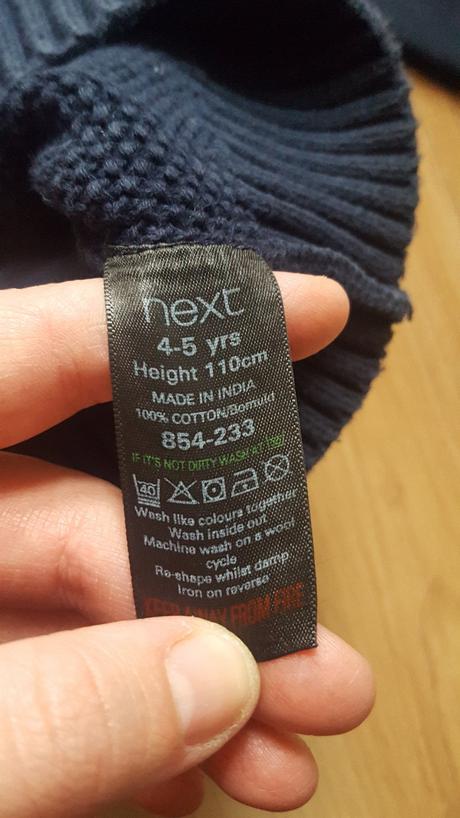 next
4-5 yrs
Height 110cm
MADE IN INDIA
100% COTTON/Bomuld
854-233
IF IT'S NOT DIRTY WASH AT
40
Wash like colours together
Wash inside out
Machine wash on a wool
cycle
Re-shape whilst damp
Iron on reverse
KEEP AWAY FROM FIRE